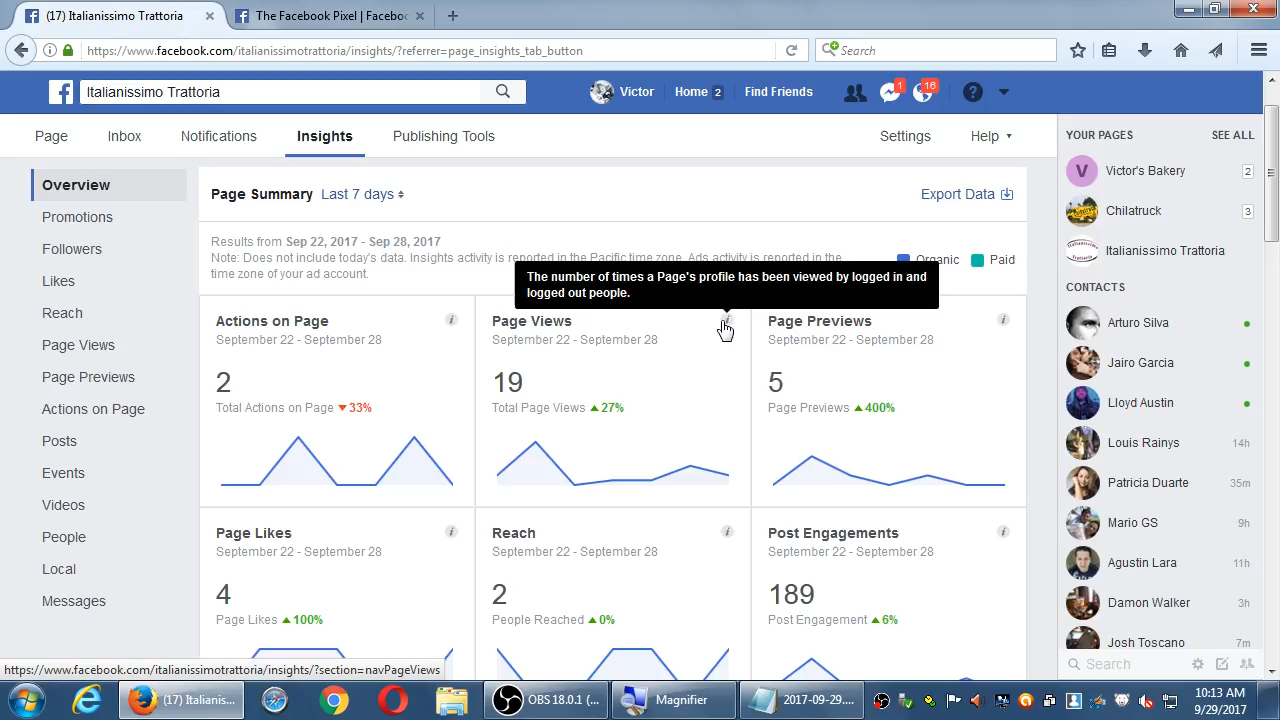 (17) Italianissimo Trattoria
The Facebook Pixel | Faceboo
https://www.facebook.com/italianissimotrattoria/insights/?referrer=page_insights_tab_button
Search
Italianissimo Trattoria
Victor
Home 2
Find Friends
1
16
Page
Inbox
Notifications
Insights
Publishing Tools
Settings
Help
YOUR PAGES
SEE ALL
V
Victor's Bakery
2
Chilatruck
3
Italianissimo Trattoria
CONTACTS
Arturo Silva
Jairo Garcia
Lloyd Austin
Louis Rainys
14h
Patricia Duarte
35m
Mario GS
9h
Agustin Lara
11h
Damon Walker
3h
Josh Toscano
7m
Search
Overview
Promotions
Followers
Likes
Reach
Page Views
Page Previews
Actions on Page
Posts
Events
Videos
People
Local
Messages
Page Summary Last 7 days
Export Data
Results from Sep 22, 2017 - Sep 28, 2017
Note: Does not include today's data. Insights activity is reported in the Pacific time zone. Ads activity is reported in the
time zone of your ad account.
Organic
Paid
The number of times a Page's profile has been viewed by logged in and
logged out people.
Actions on Page
September 22 - September 28
2
Total Actions on Page 33%
Page Views
September 22 - September 28
19
Total Page Views 27%
Page Previews
September 22 - September 28
5
Page Previews 400%
Page Likes
September 22 - September 28
4
Page Likes 100%
Reach
September 22 - September 28
2
People Reached 0%
Post Engagements
September 22 - September 28
189
Post Engagement 6%
https://www.facebook.com/italianissimotrattoria/insights/?section=navPageViews
(17) Italianis...
OBS 18.0.1 (...
Magnifier
2017-09-29....
10:13 AM
9/29/2017